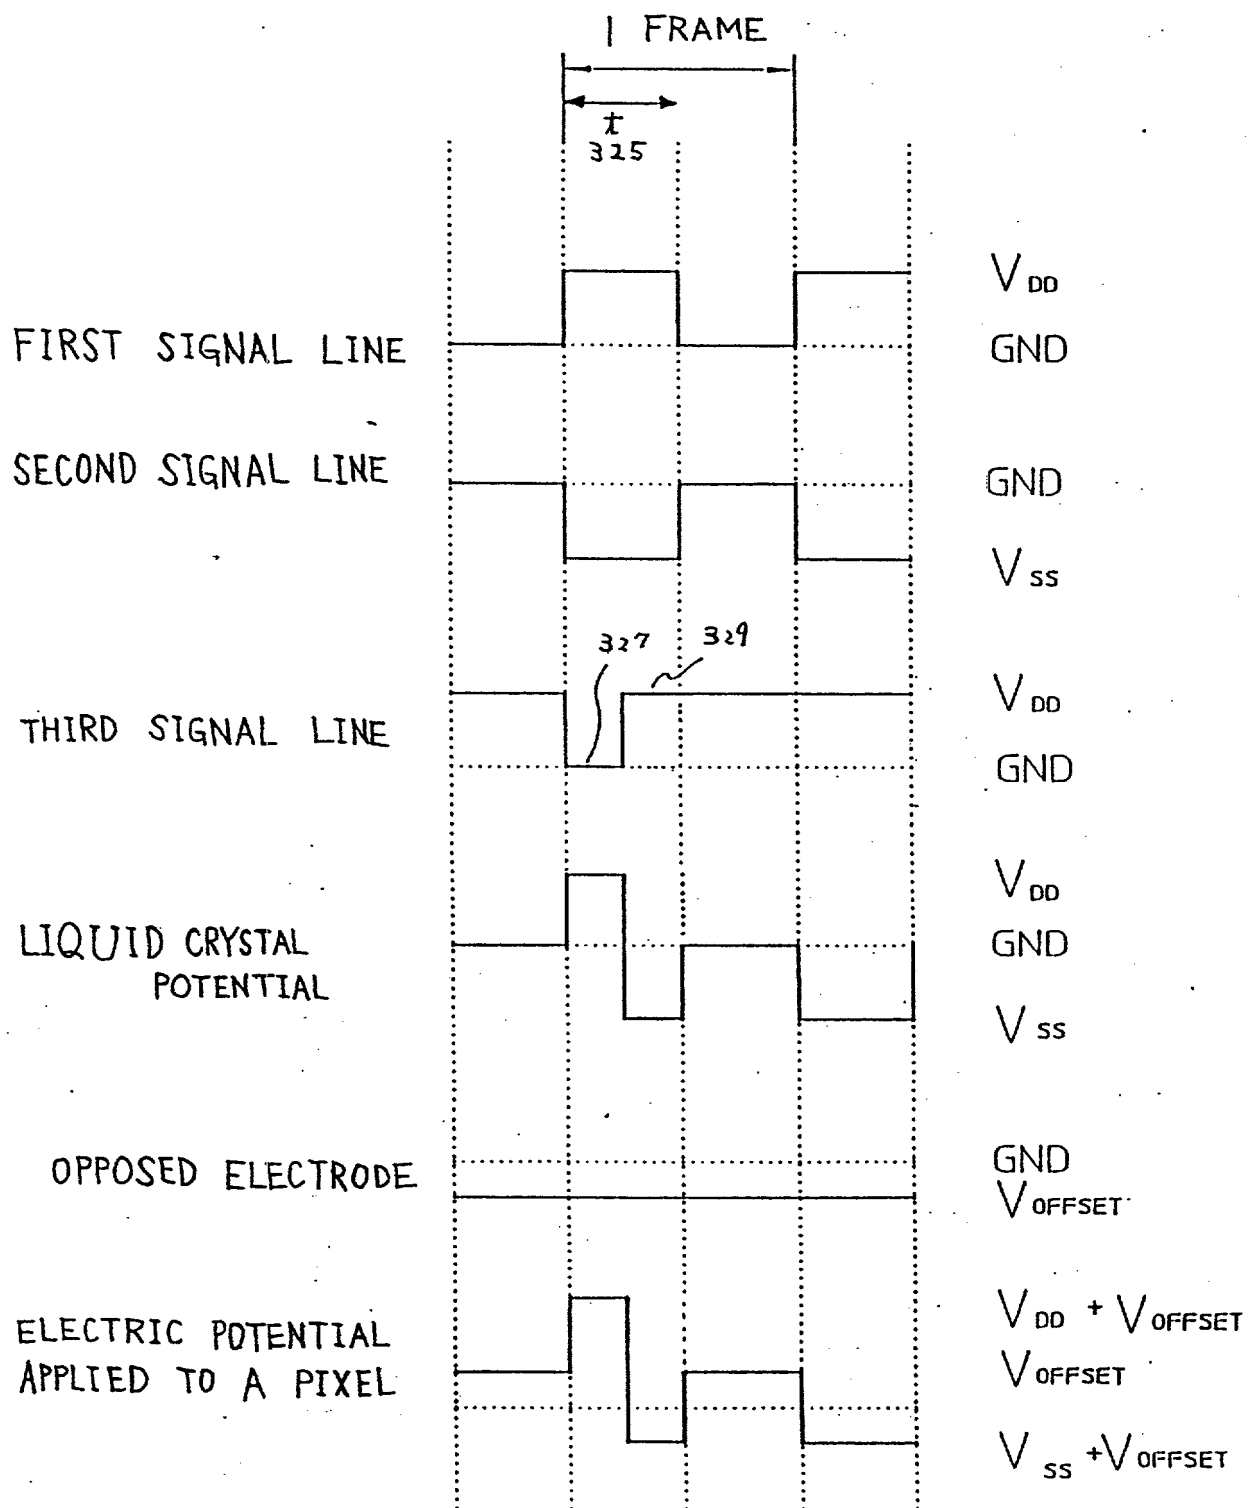 1 FRAME
t
325
V DD
FIRST SIGNAL LINE
GND
SECOND SIGNAL LINE
GND
V SS
327
329
V DD
THIRD SIGNAL LINE
GND
V DD
LIQUID CRYSTAL
POTENTIAL
GND
V SS
OPPOSED ELECTRODE
GND
V OFFSET
V DD + V OFFSET
ELECTRIC POTENTIAL
APPLIED TO A PIXEL
V OFFSET
V SS + V OFFSET